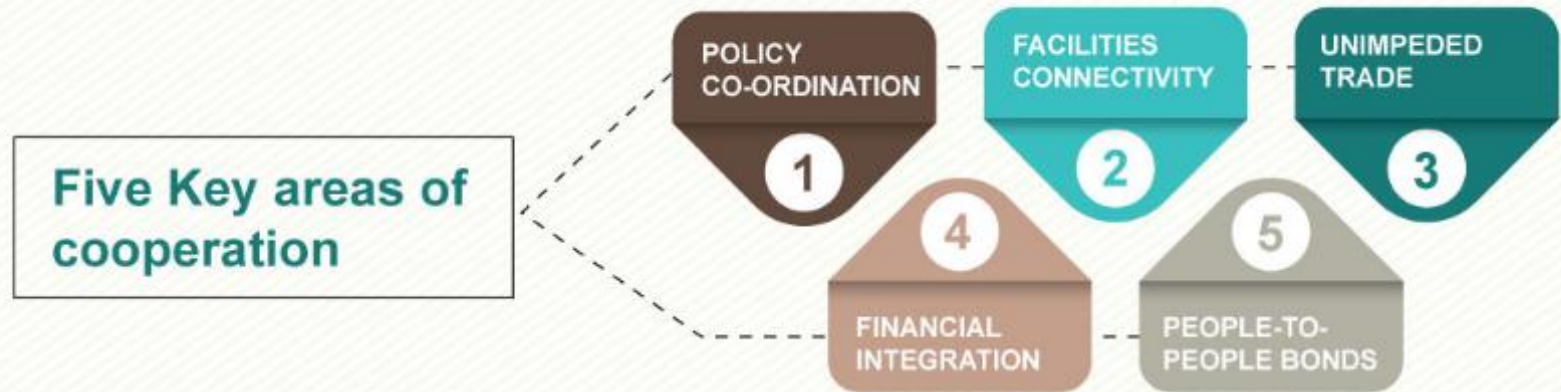 Five Key areas of
cooperation
POLICY
CO-ORDINATION
1
FACILITIES
CONNECTIVITY
2
UNIMPEDED
TRADE
3
4
FINANCIAL
INTEGRATION
5
PEOPLE-TO-
PEOPLE BONDS